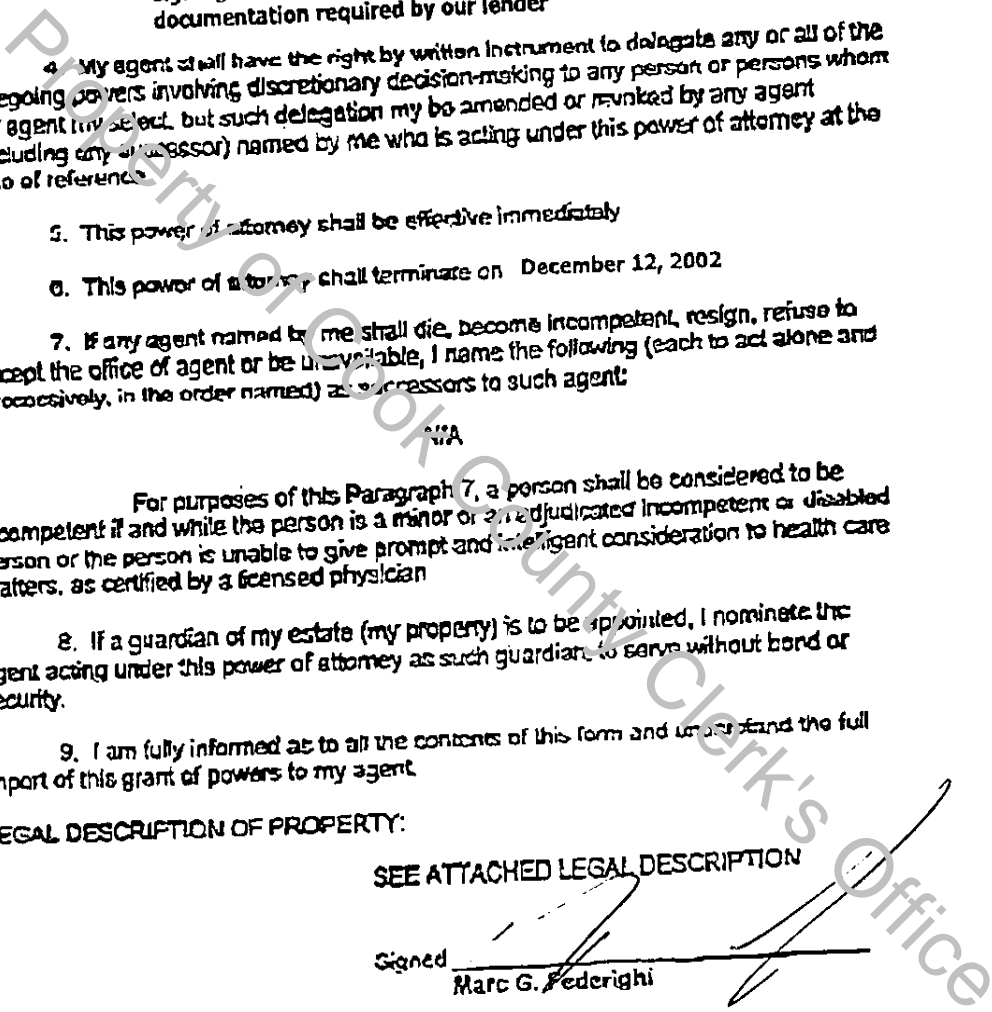 documentation required by our lender
4. My agent shall have the right by written instrument to delegate any or all of the
egoing powers involving discretionary decision-making to any person or persons whom
agent may select, but such delegation my be amended or revoked by any agent
cluding any successor) named by me who is acting under this power of attorney at the
of reference
5. This power of attorney shall be effective immediately
6. This power of attorney shall terminate on December 12, 2002
7. If any agent named by me shall die, become incompetent, resign, refuse to
cept the office of agent or be unavailable, I name the following (each to act alone and
ccessively, in the order named) as successors to such agent:
N/A
For purposes of this Paragraph 7, a person shall be considered to be
competent if and while the person is a minor or an adjudicated incompetent or disabled
erson or the person is unable to give prompt and intelligent consideration to health care
atters, as certified by a licensed physician
8. If a guardian of my estate (my property) is to be appointed, I nominate the
gent acting under this power of attorney as such guardian, to serve without bond or
ecurity.
9. I am fully informed as to all the contents of this form and understand the full
mport of this grant of powers to my agent.
EGAL DESCRIPTION OF PROPERTY:
SEE ATTACHED LEGAL DESCRIPTION
Signed
Marc G. Federighi
Property of Cook County Clerk's Office